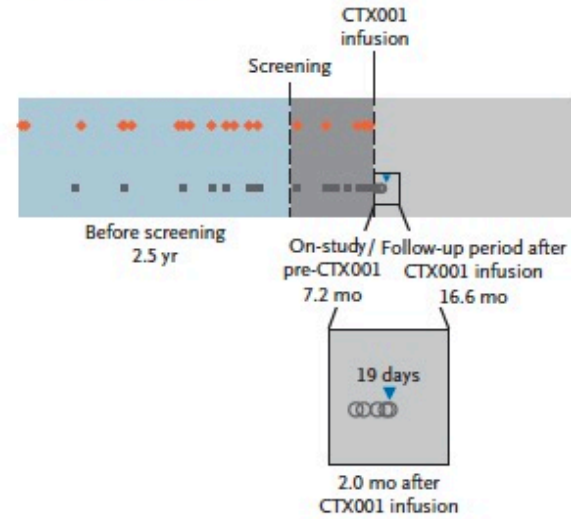 CTX001
infusion
Screening
Before screening
2.5 yr
On-study/
pre-CTX001
7.2 mo
Follow-up period after
CTX001 infusion
16.6 mo
19 days
2.0 mo after
CTX001 infusion